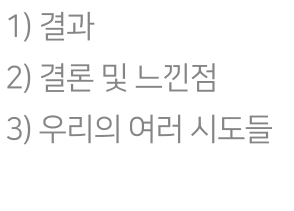 1) 결과
2) 결론 및 느낀점
3) 우리의 여러 시도들